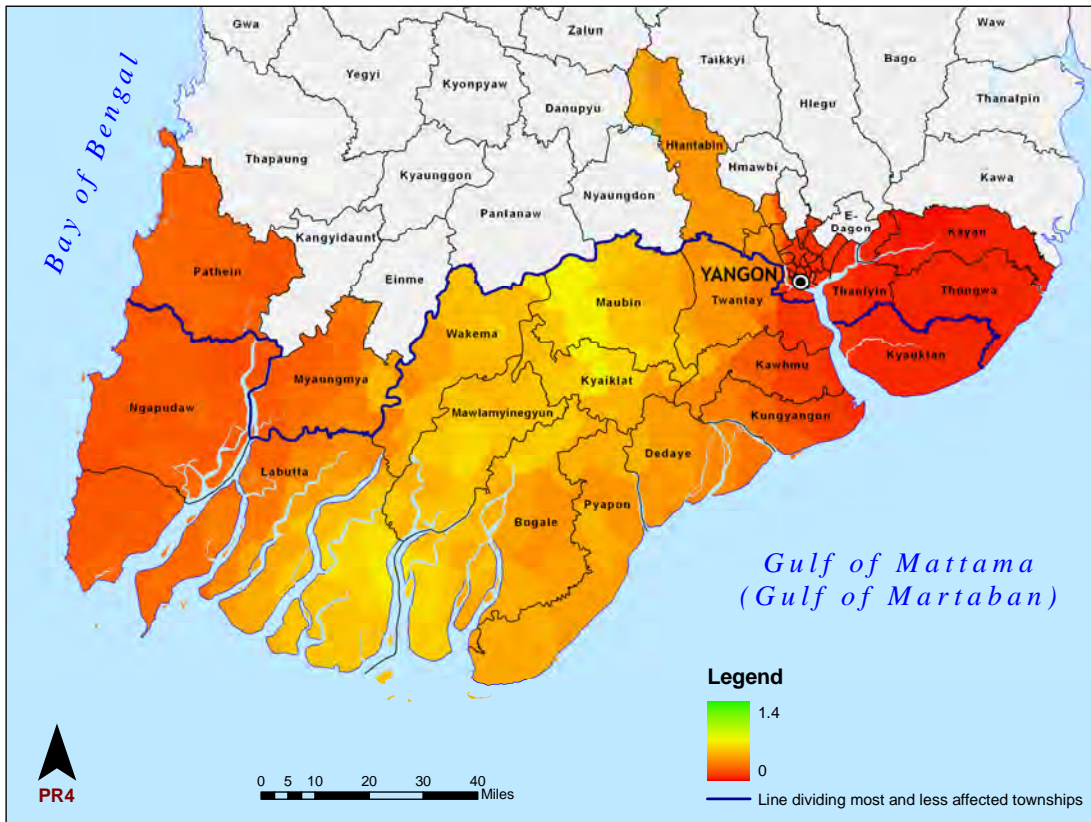 Gwa
Zalun
Waw
Taikkyi
Bago
Yegyi
Kyonpyaw
Danupyu
Hlegu
Thanatpin
Bay of Bengal
Thapaung
Htantabin
Hmawbi
Kyaunggon
Nyaungdon
Kawa
Pantanaw
Kangyidaunt
E-
Dagon
Kayan
Einme
Pathein
YANGON
Thanlyin
Thongwa
Maubin
Twantay
Wakema
Kyauktan
Kawhmu
Myaungmya
Kyaiklat
Ngapudaw
Mawlamyinegyun
Kungyangon
Dedaye
Labutta
Pyapon
Bogale
Gulf of Mattama
(Gulf of Martaban)
Legend
1.4
0
Line dividing most and less affected townships
PR4
0 5 10 20 30 40
Miles